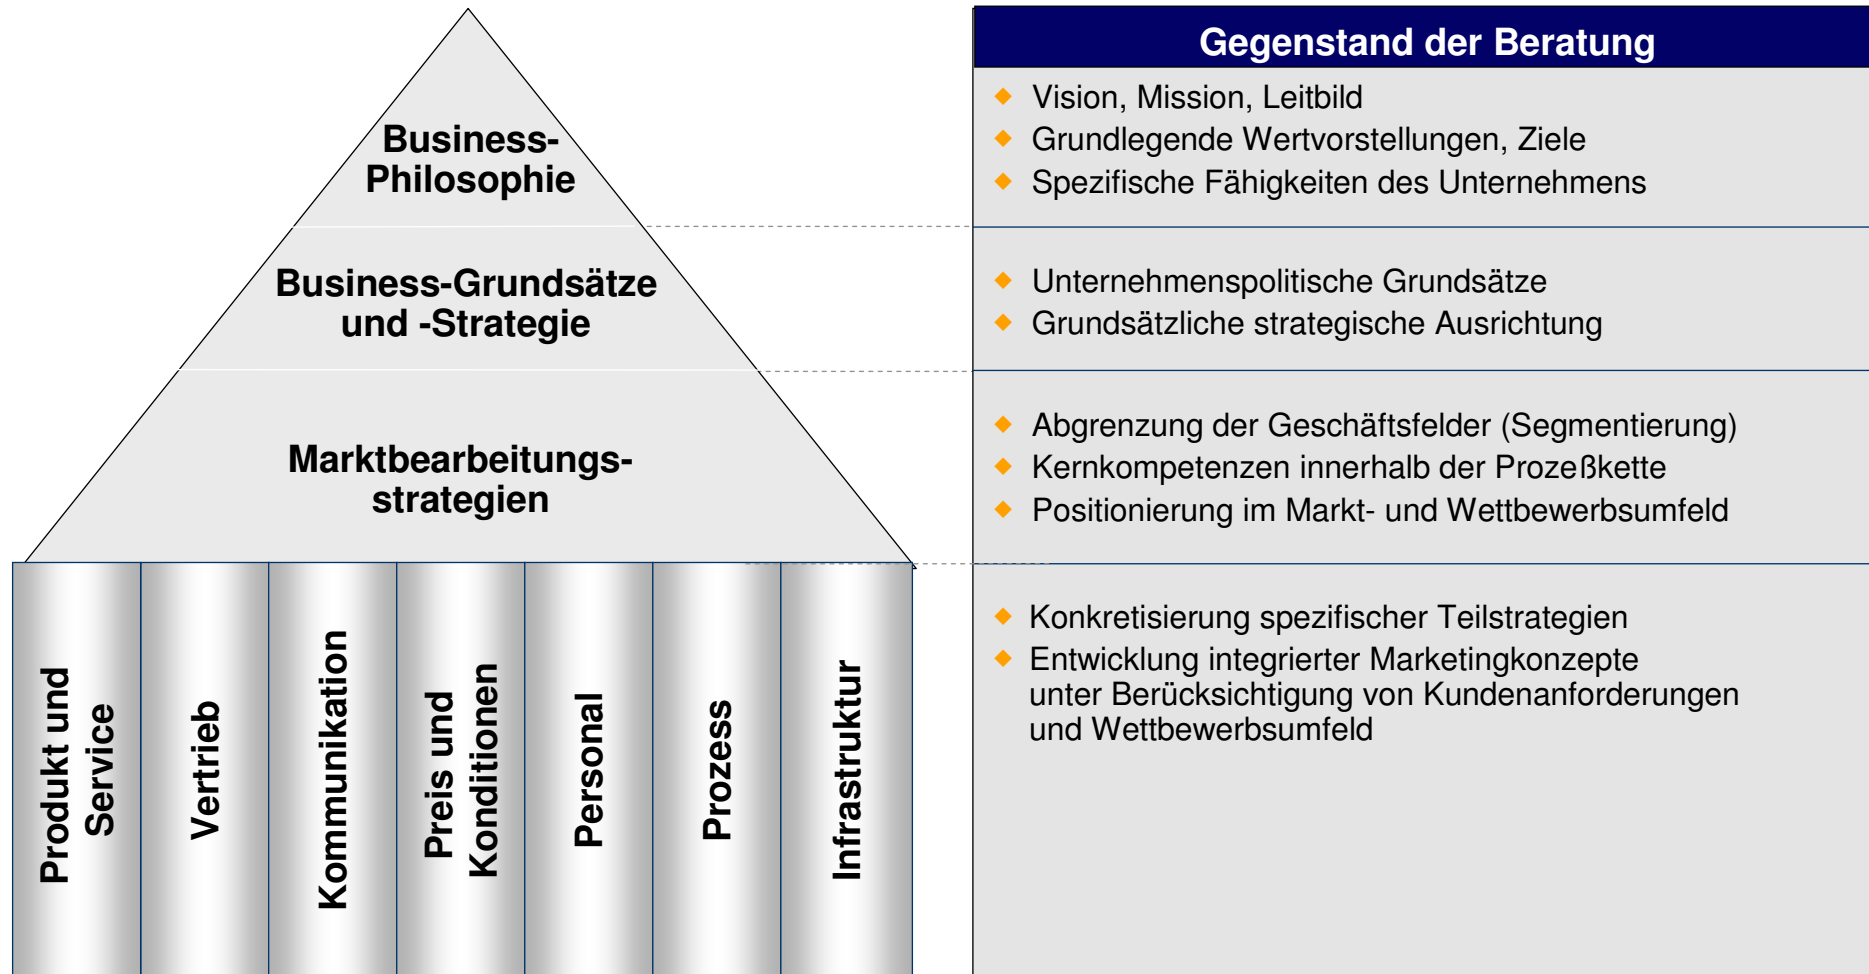 Business-
Philosophie
Business-Grundsätze
und -Strategie
Marktbearbeitungs-
strategien
Produkt und
Service
Vertrieb
Kommunikation
Preis und
Konditionen
Personal
Prozess
Infrastruktur
Gegenstand der Beratung
Vision, Mission, Leitbild
Grundlegende Wertvorstellungen, Ziele
Spezifische Fähigkeiten des Unternehmens
Unternehmenspolitische Grundsätze
Grundsätzliche strategische Ausrichtung
Abgrenzung der Geschäftsfelder (Segmentierung)
Kernkompetenzen innerhalb der Prozeßkette
Positionierung im Markt- und Wettbewerbsumfeld
Konkretisierung spezifischer Teilstrategien
Entwicklung integrierter Marketingkonzepte
unter Berücksichtigung von Kundenanforderungen
und Wettbewerbsumfeld